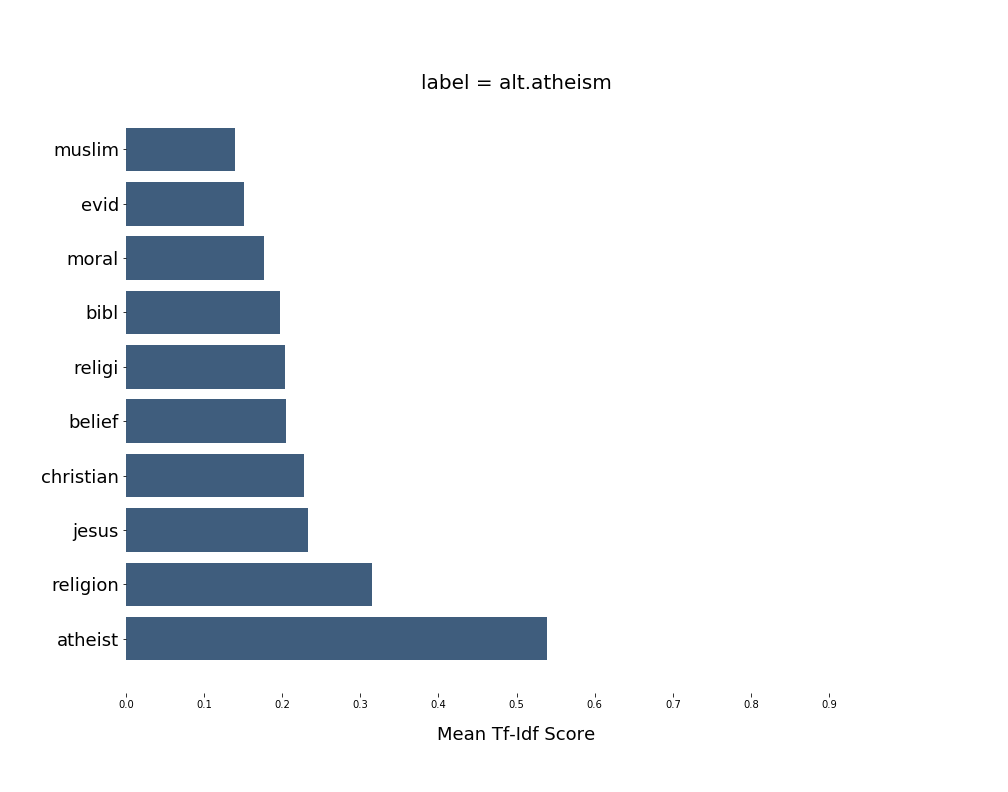 label = alt.atheism
muslim
evid
moral
bibl
religi
belief
christian
jesus
religion
atheist
0.0 0.1 0.2 0.3 0.4 0.5 0.6 0.7 0.8 0.9
Mean Tf-Idf Score